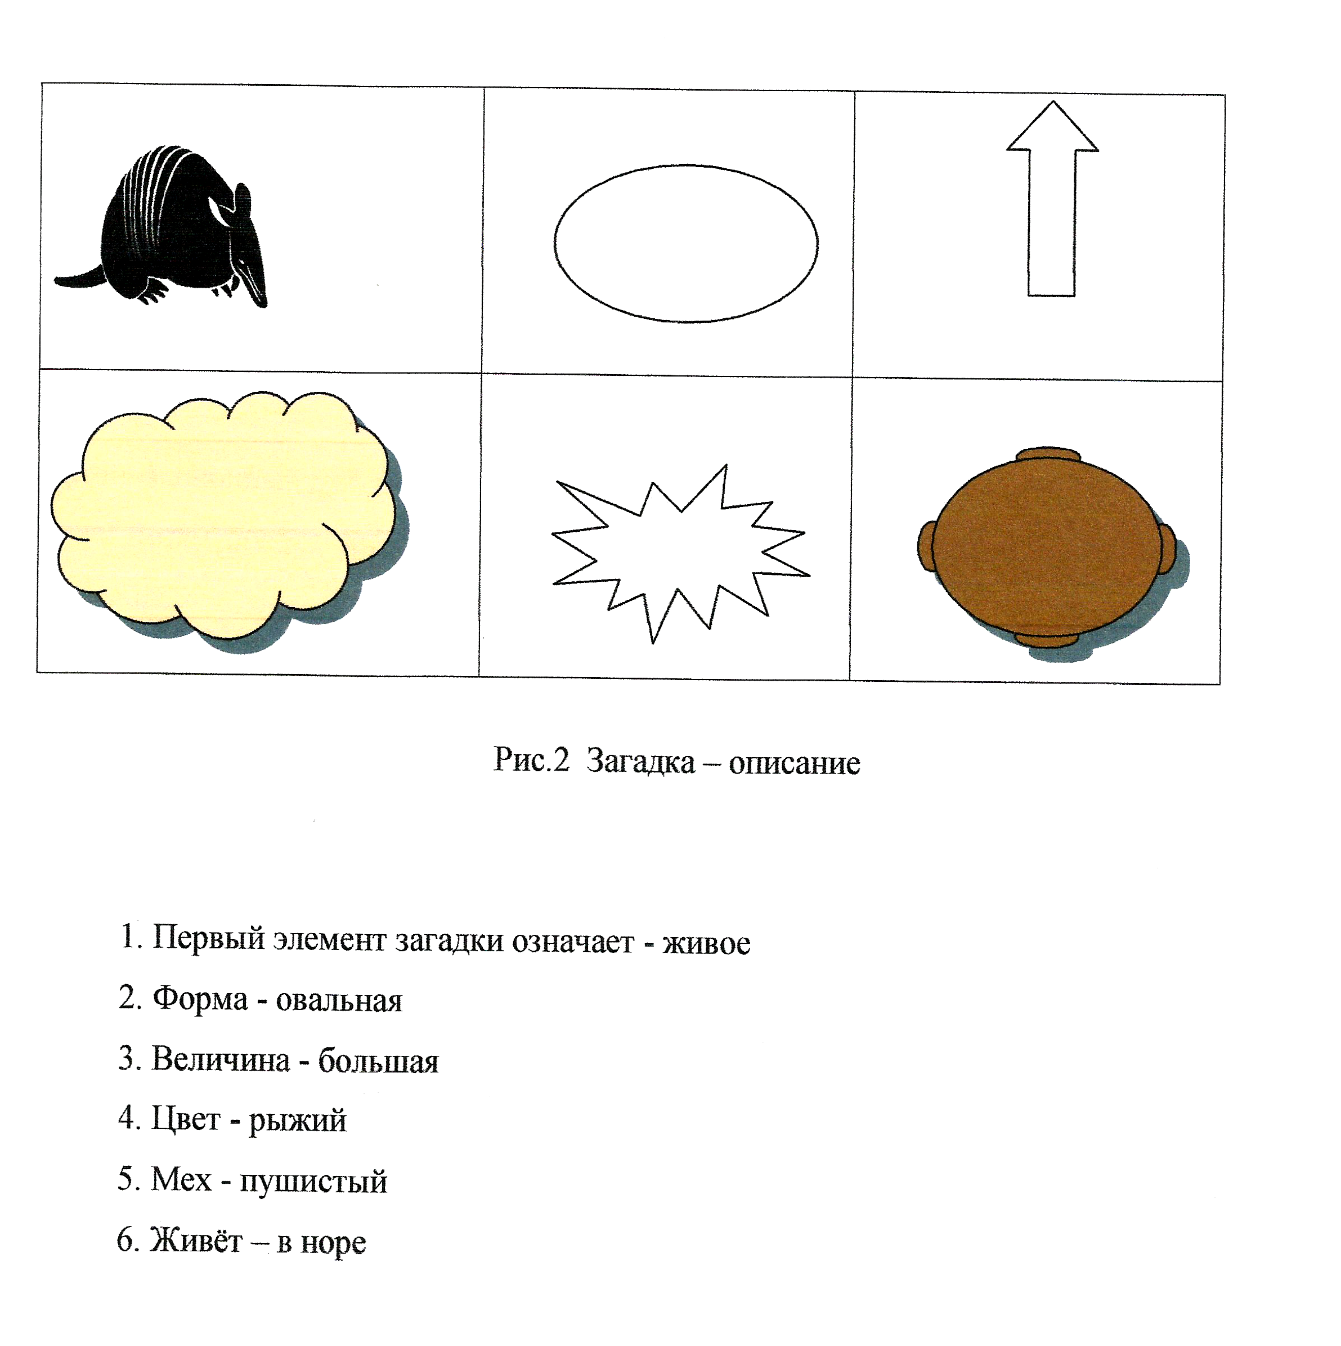 Рис.2 Загадка – описание
1. Первый элемент загадки означает - живое
2. Форма - овальная
3. Величина - большая
4. Цвет - рыжий
5. Мех - пушистый
6. Живёт – в норе